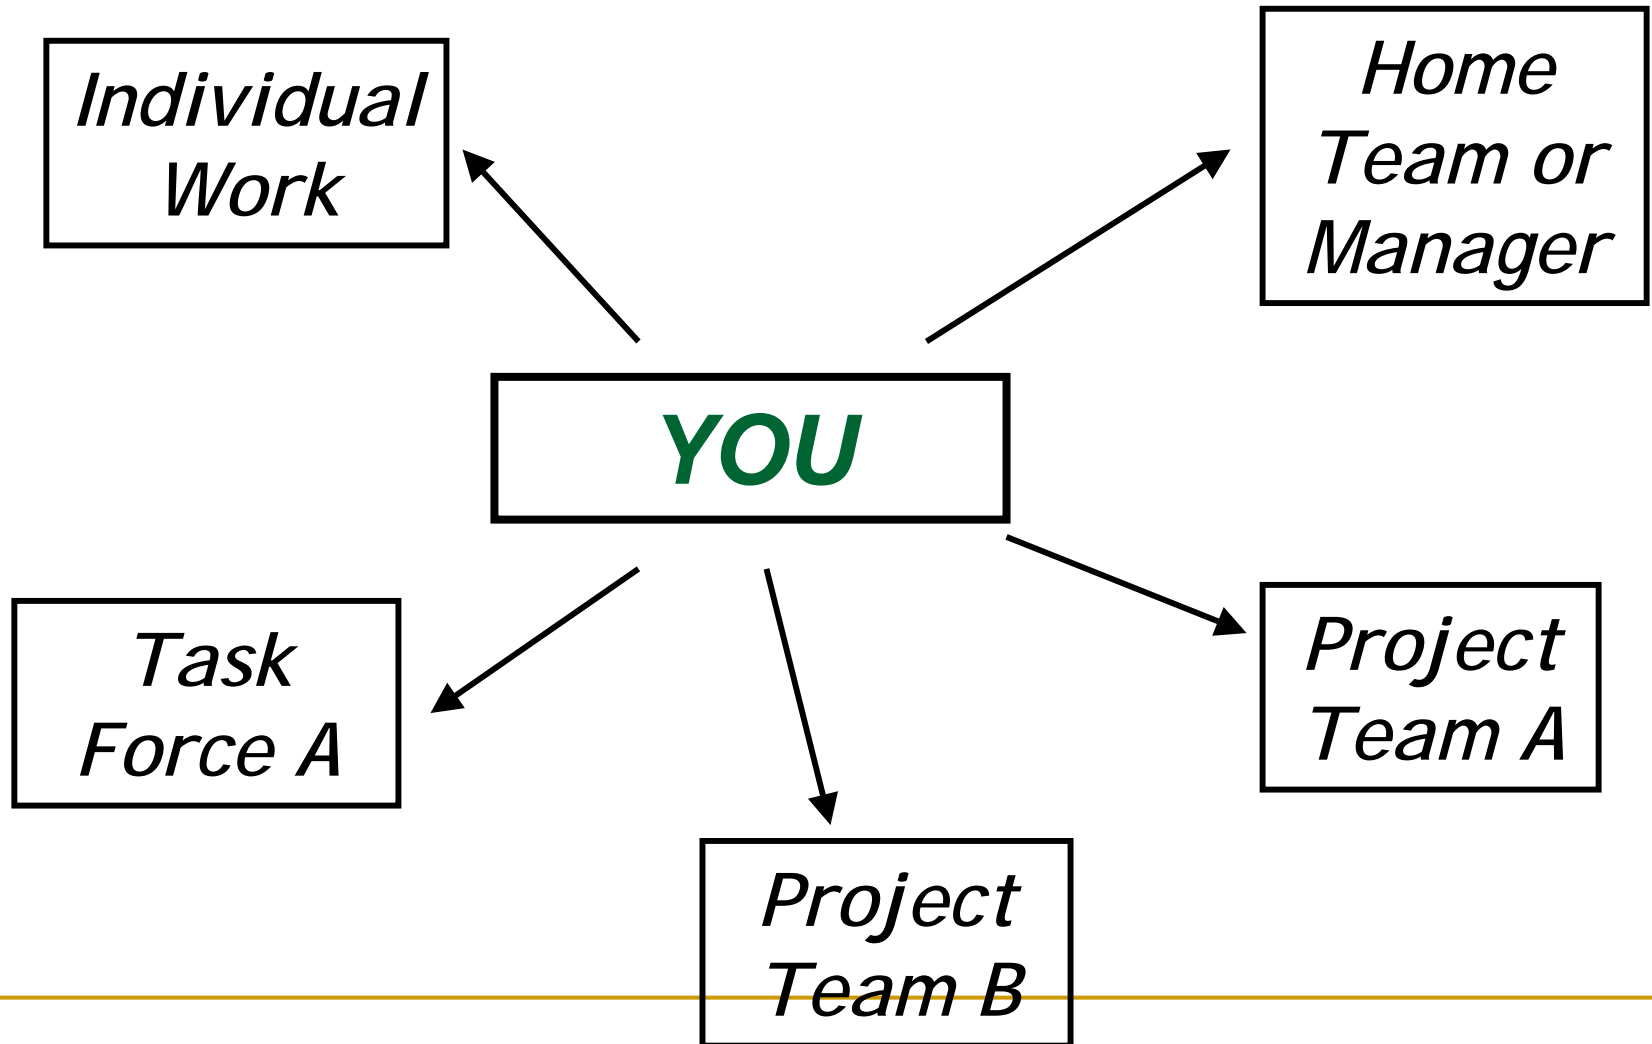 Individual
Work
Home
Team or
Manager
YOU
Task
Force A
Project
Team A
Project
Team B